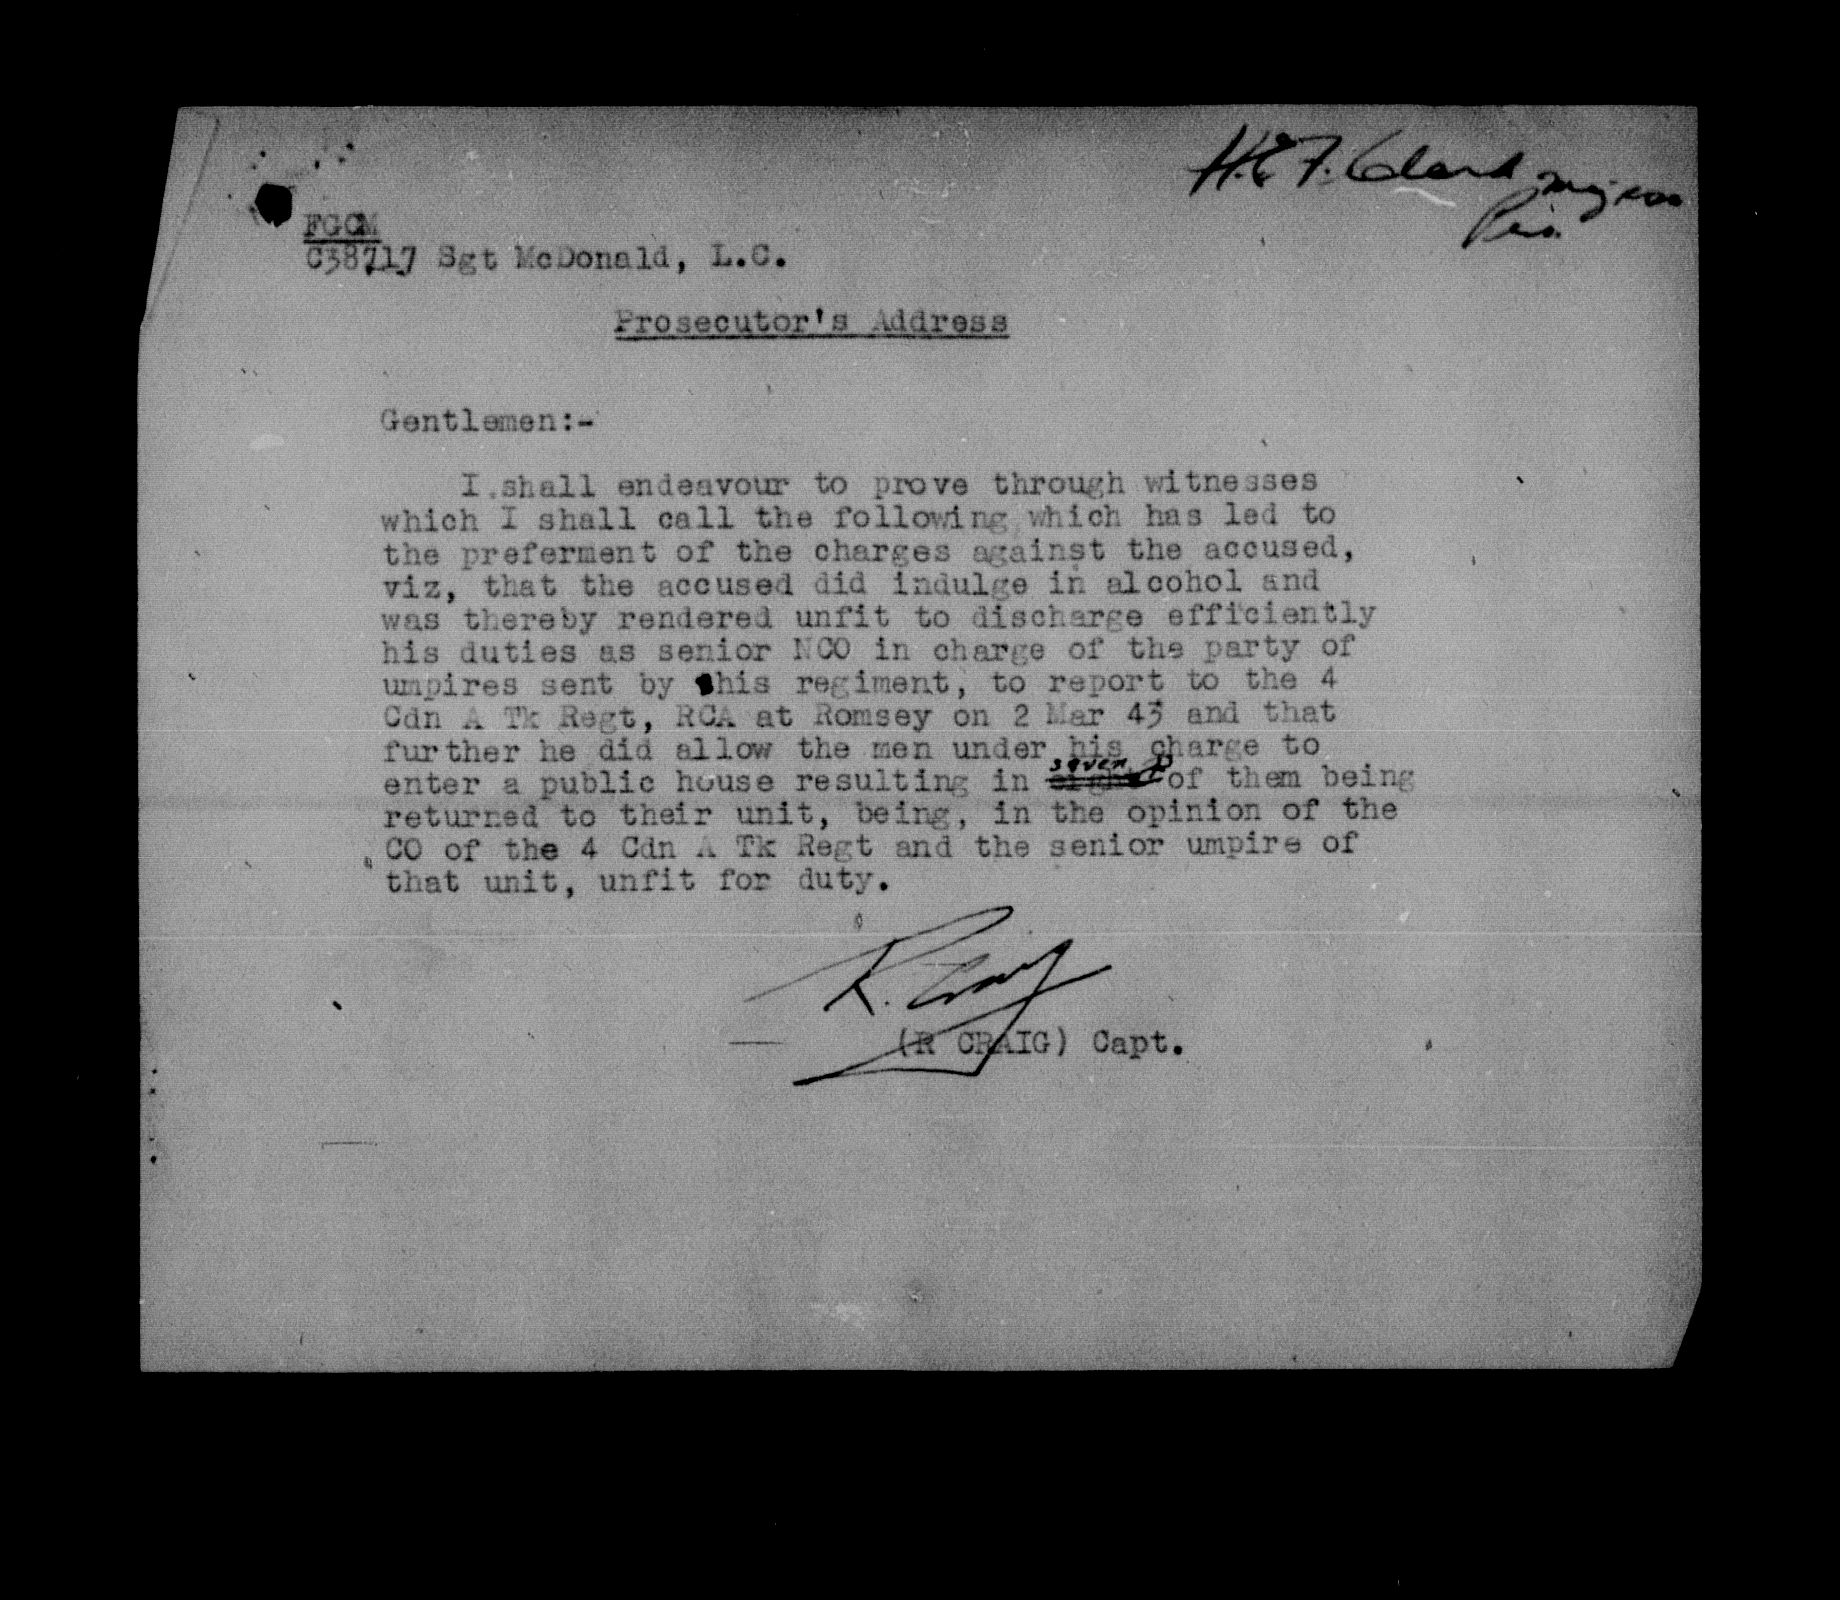 H.E.F. Clark Major
Pres.
FGCM
C38717 Sgt McDonald, L.C.
Prosecutor's Address
Gentlemen:-
I shall endeavour to prove through witnesses
which I shall call the following which has led to
the preferment of the charges against the accused,
viz, that the accused did indulge in alcohol and
was thereby rendered unfit to discharge efficiently
his duties as senior NCO in charge of the party of
umpires sent by this regiment, to report to the 4
Cdn A Tk Regt, RCA at Romsey on 2 Mar 43 and that
further he did allow the men under his charge to
seven
enter a public house resulting in eight of them being
returned to their unit, being, in the opinion of the
CO of the 4 Cdn A Tk Regt and the senior umpire of
that unit, unfit for duty.
R. Craig
(R CRAIG) Capt.